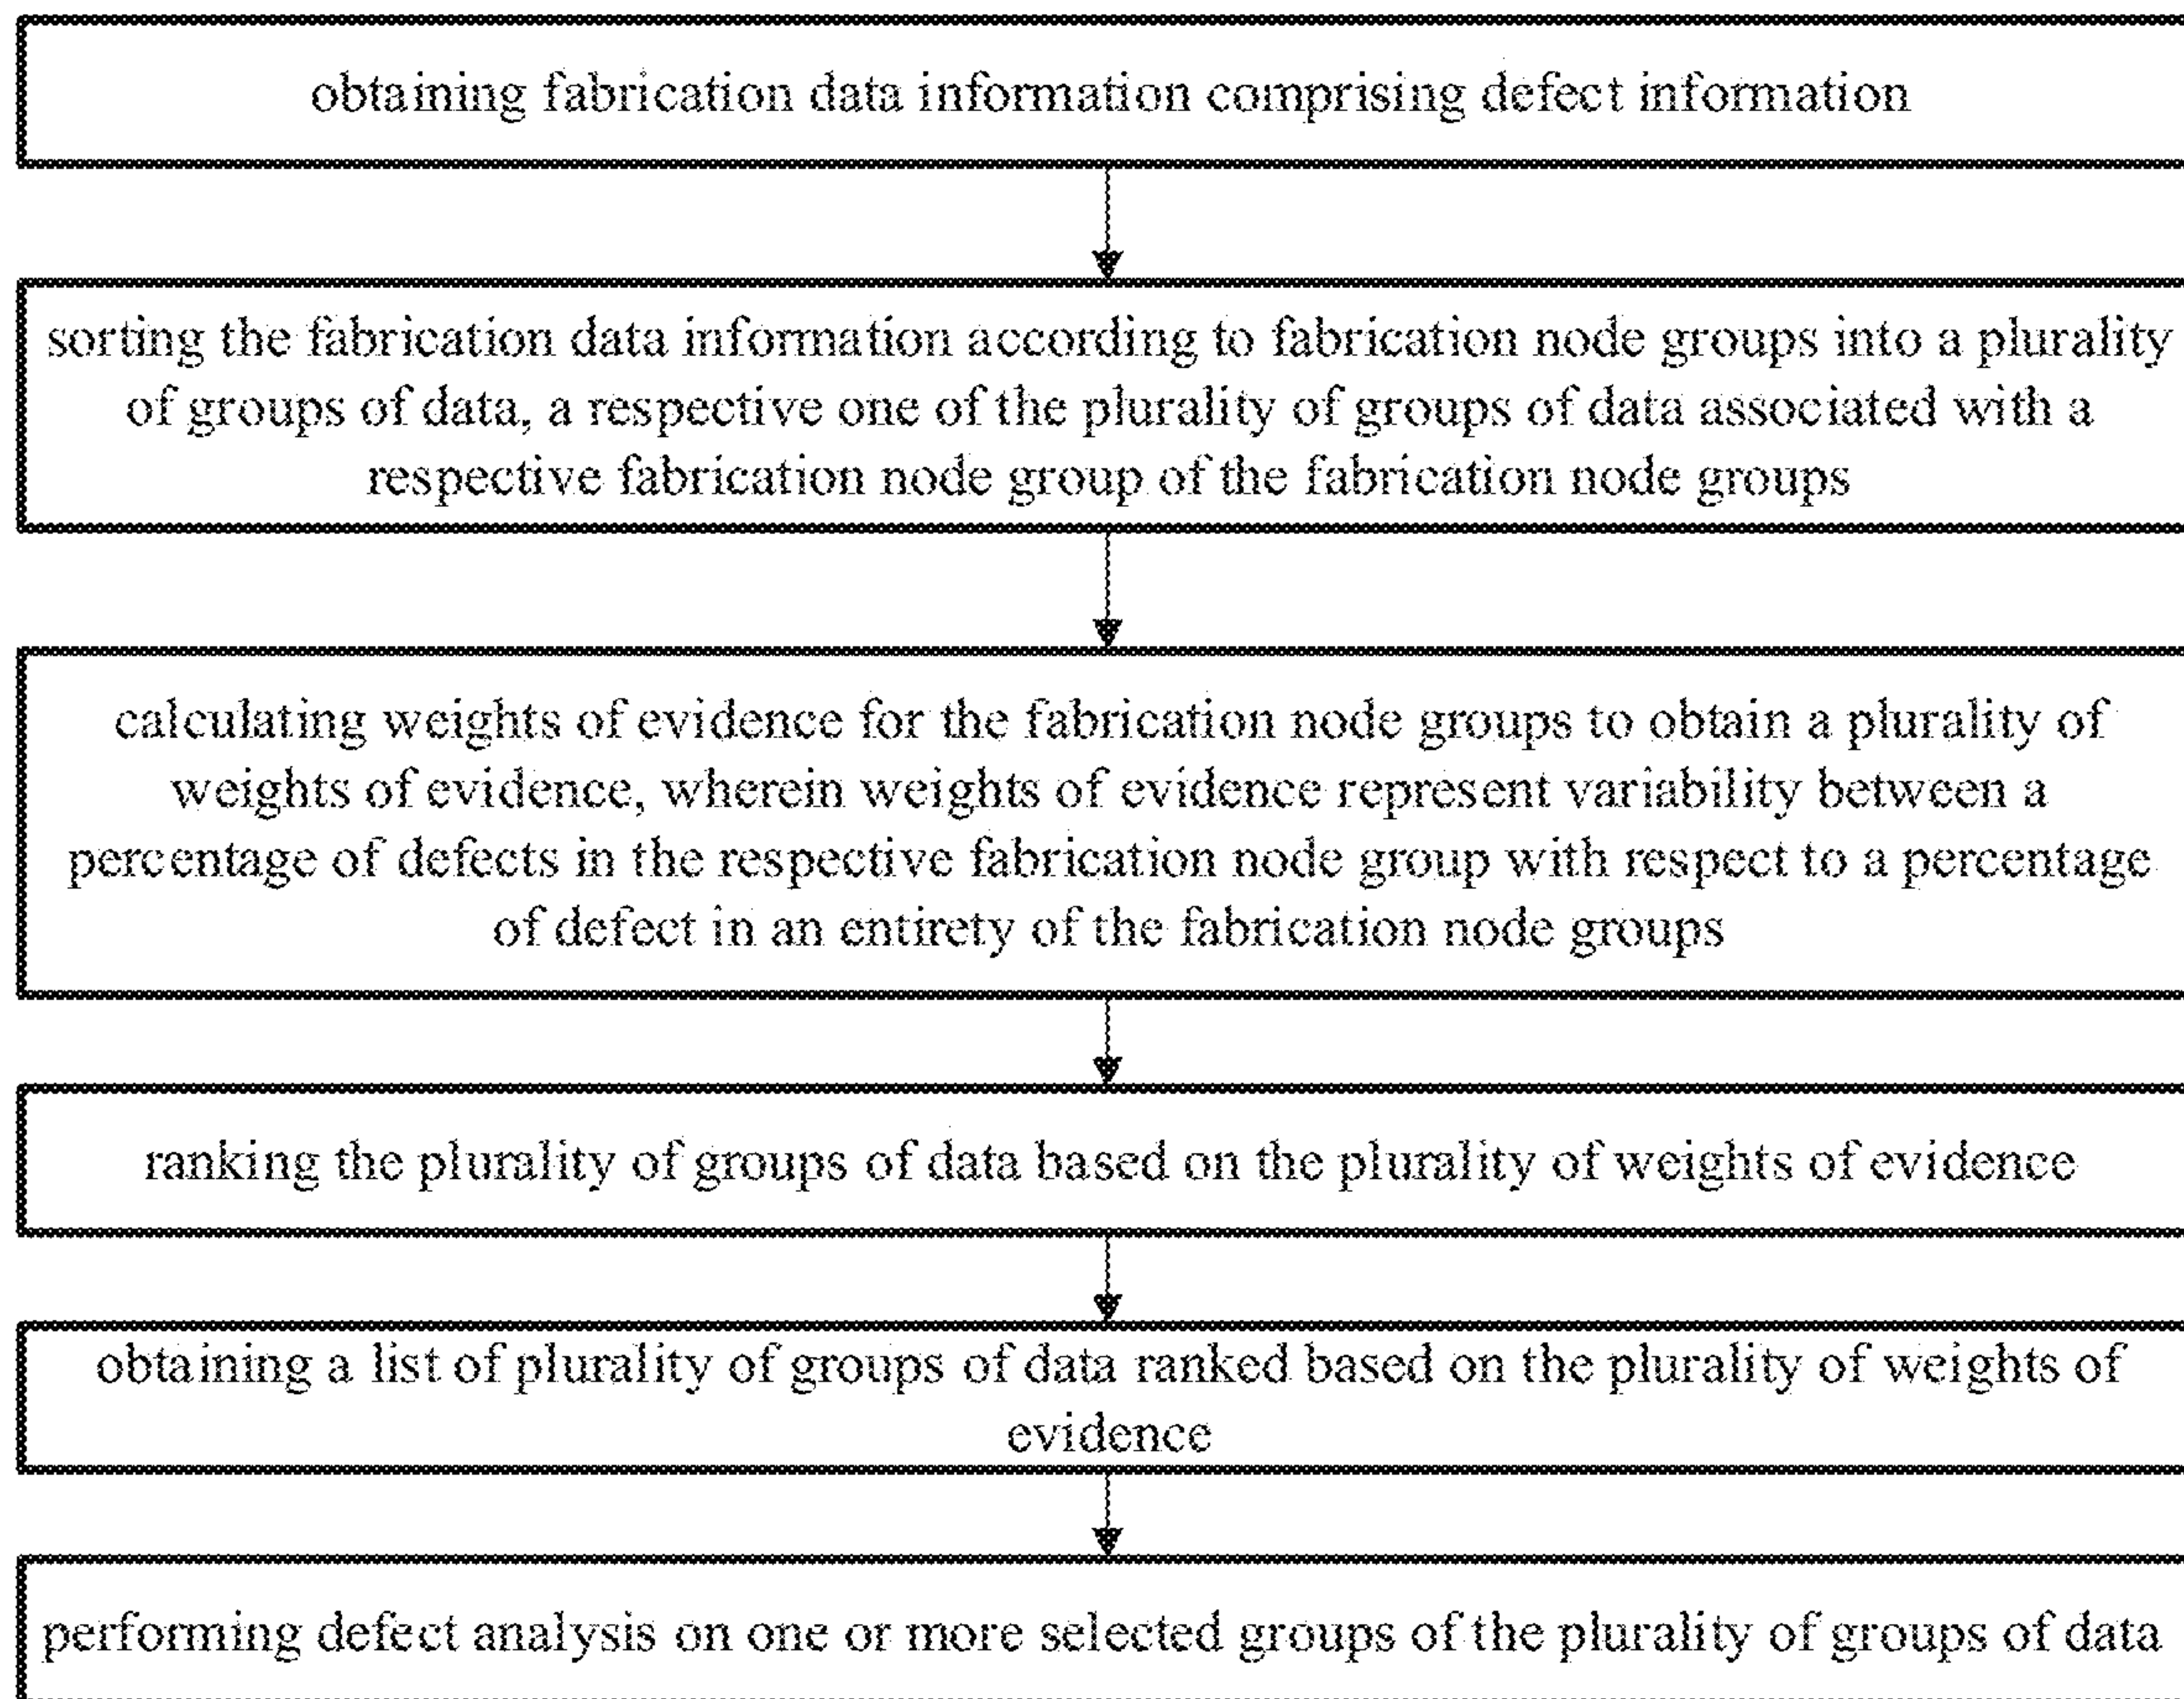 obtaining fabrication data information comprising defect information
sorting the fabrication data information according to fabrication node groups into a plurality
of groups of data, a respective one of the plurality of groups of data associated with a
respective fabrication node group of the fabrication node groups
calculating weights of evidence for the fabrication node groups to obtain a plurality of
weights of evidence, wherein weights of evidence represent variability between a
percentage of defects in the respective fabrication node group with respect to a percentage
of defect in an entirety of the fabrication node groups
ranking the plurality of groups of data based on the plurality of weights of evidence
obtaining a list of plurality of groups of data ranked based on the plurality of weights of
evidence
performing defect analysis on one or more selected groups of the plurality of groups of data